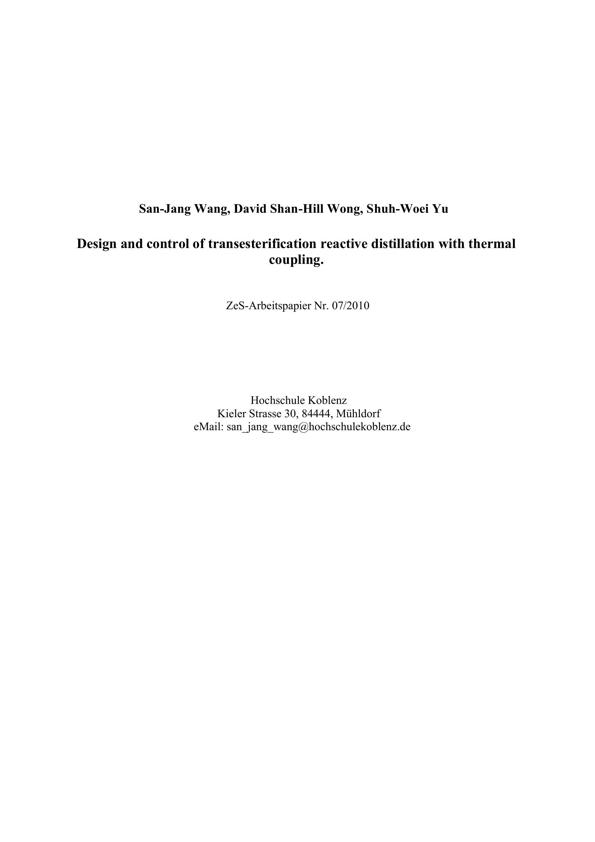 San-Jang Wang, David Shan-Hill Wong, Shuh-Woei Yu
Design and control of transesterification reactive distillation with thermal
coupling.
ZeS-Arbeitspapier Nr. 07/2010
Hochschule Koblenz
Kieler Strasse 30, 84444, Mühldorf
eMail: san_jang_wang@hochschulekoblenz.de